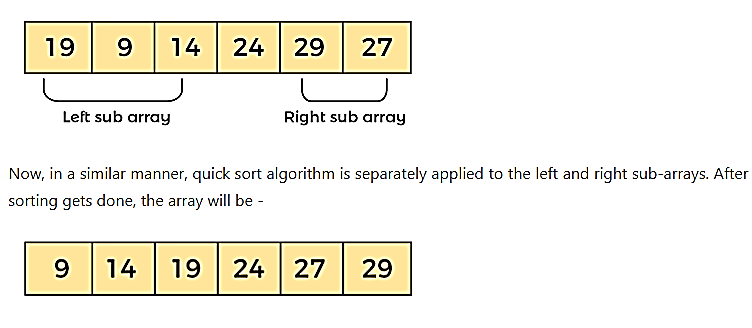 19 9 14 24 29 27
Left sub array Right sub array
Now, in a similar manner, quick sort algorithm is separately applied to the left and right sub-arrays. After
sorting gets done, the array will be -
9 14 19 24 27 29